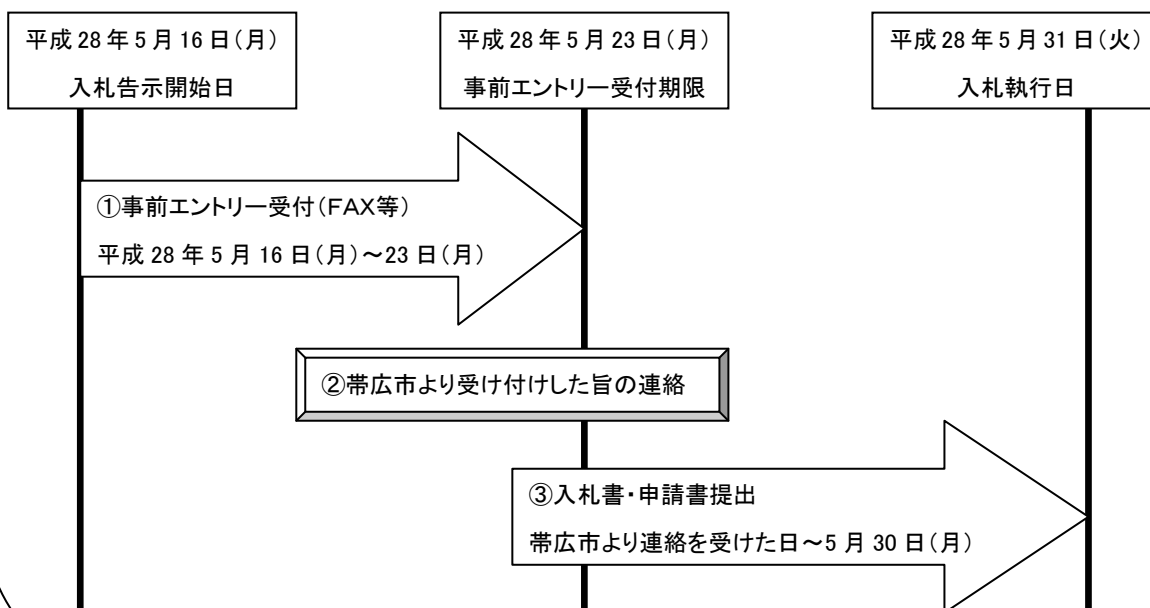 平成 28 年 5 月 16 日(月)
入札告示開始日
平成 28 年 5 月 23 日(月)
事前エントリー受付期限
平成 28 年 5 月 31 日(火)
入札執行日
①事前エントリー受付(FAX等)
平成 28 年 5 月 16 日(月)~23 日(月)
②帯広市より受け付けした旨の連絡
③入札書・申請書提出
帯広市より連絡を受けた日~5 月 30 日(月)